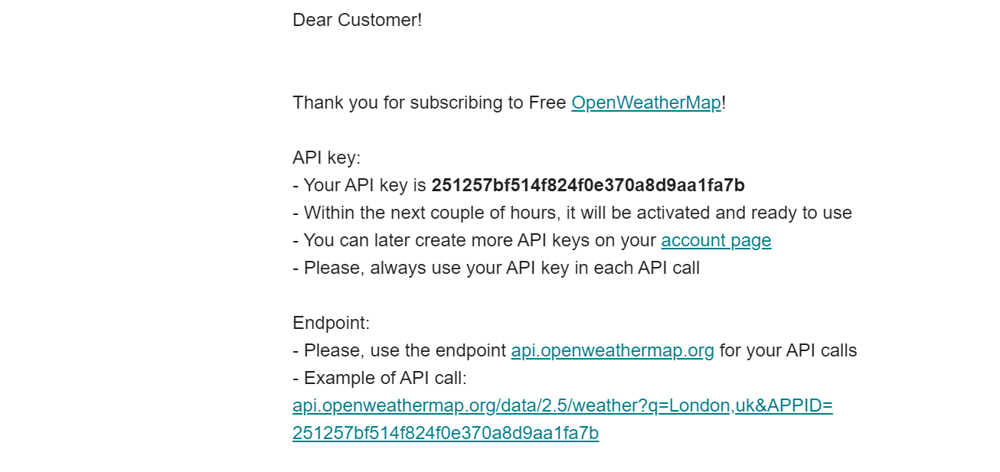 Dear Customer!
Thank you for subscribing to Free OpenWeatherMap!
API key:
- Your API key is 251257bf514f824f0e370a8d9aa1fa7b
- Within the next couple of hours, it will be activated and ready to use
- You can later create more API keys on your account page
- Please, always use your API key in each API call
Endpoint:
- Please, use the endpoint api.openweathermap.org for your API calls
- Example of API call:
api.openweathermap.org/data/2.5/weather?q=London,uk&APPID=
251257bf514f824f0e370a8d9aa1fa7b